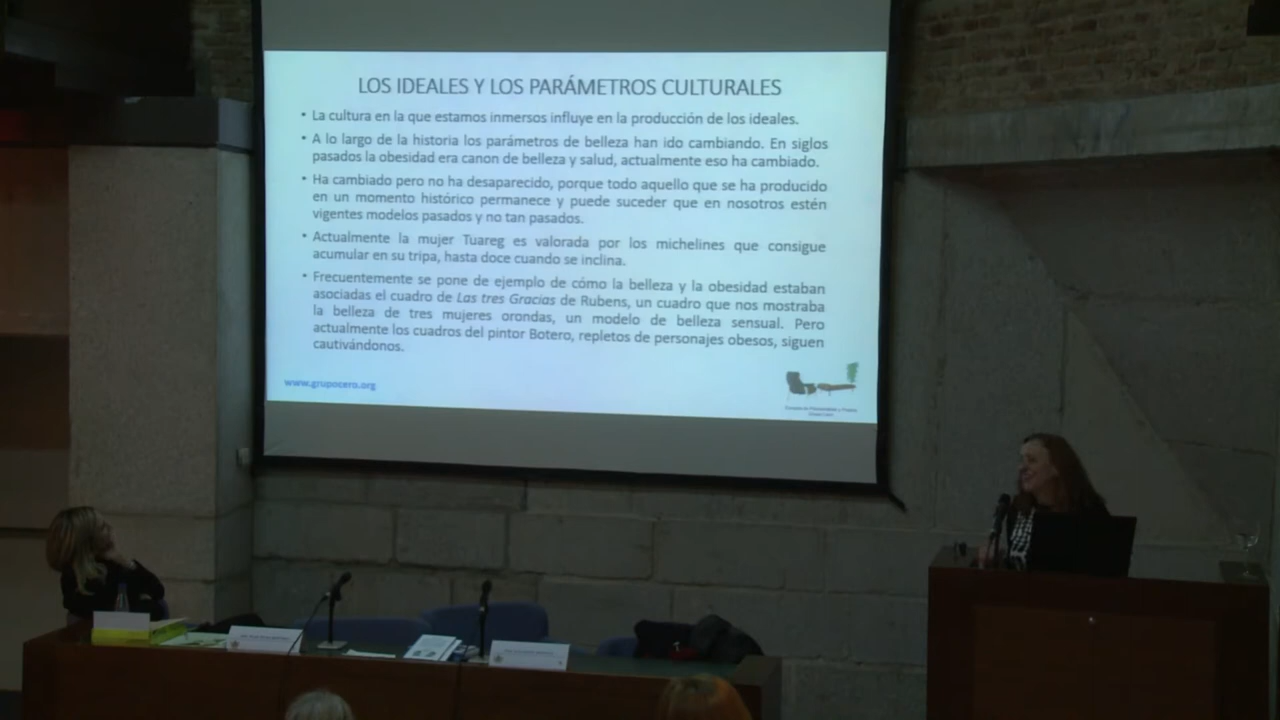 LOS IDEALES Y LOS PARÁMETROS CULTURALES
• La cultura en la que estamos inmersos influye en la producción de los ideales.
• A lo largo de la historia los parámetros de belleza han ido cambiando. En siglos
pasados la obesidad era canon de belleza y salud, actualmente eso ha cambiado.
• Ha cambiado pero no ha desaparecido, porque todo aquello que se ha producido
en un momento histórico permanece y puede suceder que en nosotros estén
vigentes modelos pasados y no tan pasados.
• Actualmente la mujer Tuareg es valorada por los michelines que consigue
acumular en su tripa, hasta doce cuando se inclina.
• Frecuentemente se pone de ejemplo de cómo la belleza y la obesidad estaban
asociadas el cuadro de Las tres Gracias de Rubens, un cuadro que nos mostraba
la belleza de tres mujeres orondas, un modelo de belleza sensual. Pero
actualmente los cuadros del pintor Botero, repletos de personajes obesos, siguen
cautivándonos.
www.grupocero.org